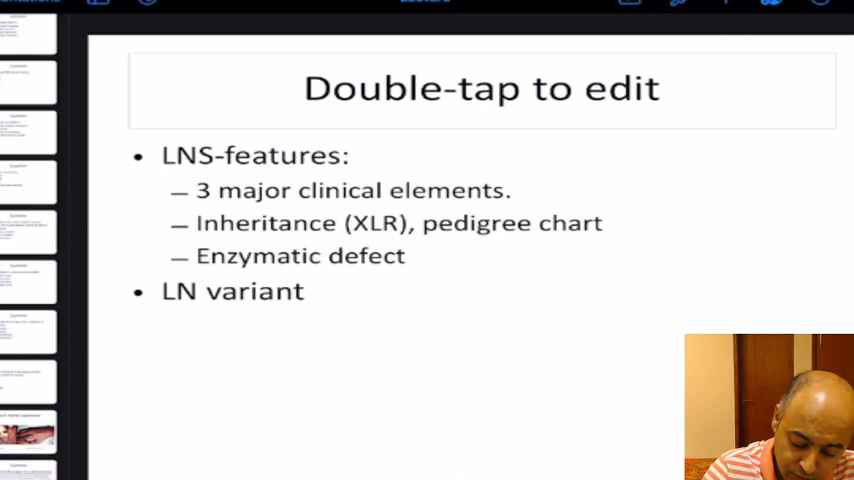 Double-tap to edit
• LNS-features:
– 3 major clinical elements.
– Inheritance (XLR), pedigree chart
– Enzymatic defect
• LN variant